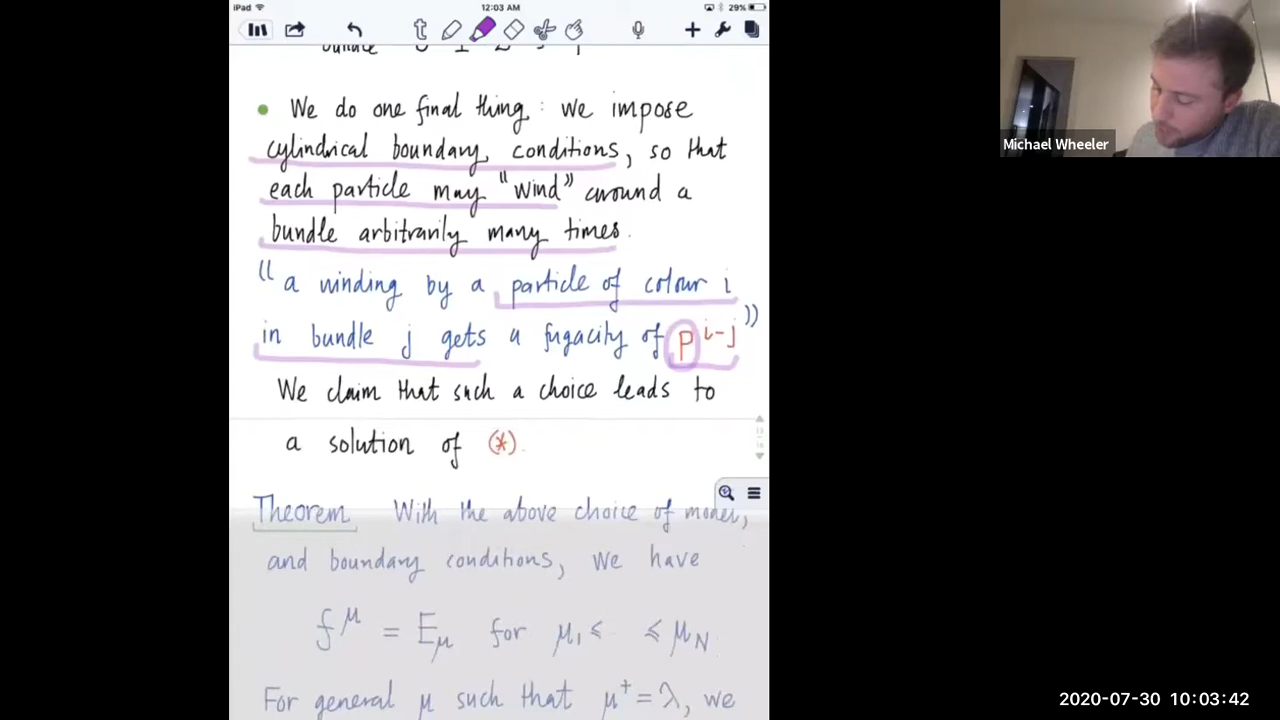 iPad
12:03 AM
29%
• We do one final thing: we impose
cylindrical boundary conditions, so that
each particle may "wind" around a
bundle arbitrarily many times.
"a winding by a particle of colour i
in bundle j gets a fugacity of p^{i-j}"
We claim that such a choice leads to
a solution of (*).
Theorem With the above choice of model,
and boundary conditions, we have
f^μ = E_μ for μ_1 ≤ ≤ μ_N
For general μ such that μ^+ = λ, we
Michael Wheeler
2020-07-30 10:03:42